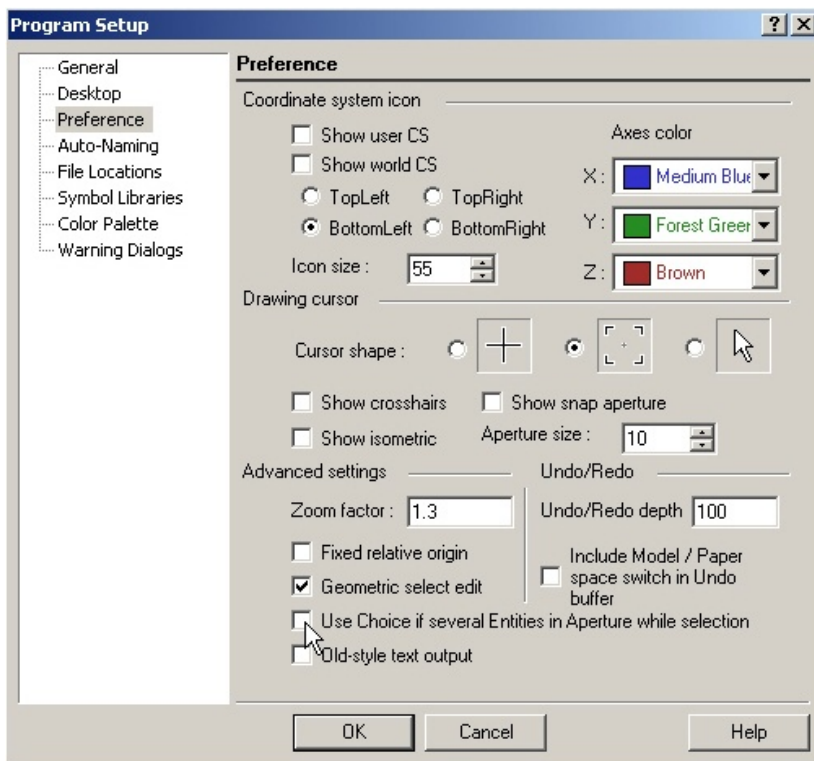 Program Setup
General
Desktop
Preference
Auto-Naming
File Locations
Symbol Libraries
Color Palette
Warning Dialogs
Preference
Coordinate system icon
Show user CS
Axes color
Show world CS
X: Medium Blue
TopLeft TopRight
BottomLeft BottomRight
Y: Forest Green
Icon size: 55
Z: Brown
Drawing cursor
Cursor shape:
Show crosshairs Show snap aperture
Show isometric Aperture size: 10
Advanced settings Undo/Redo
Zoom factor: 1.3 Undo/Redo depth 100
Fixed relative origin
Include Model / Paper
space switch in Undo
buffer
Geometric select edit
Use Choice if several Entities in Aperture while selection
Old-style text output
OK Cancel Help